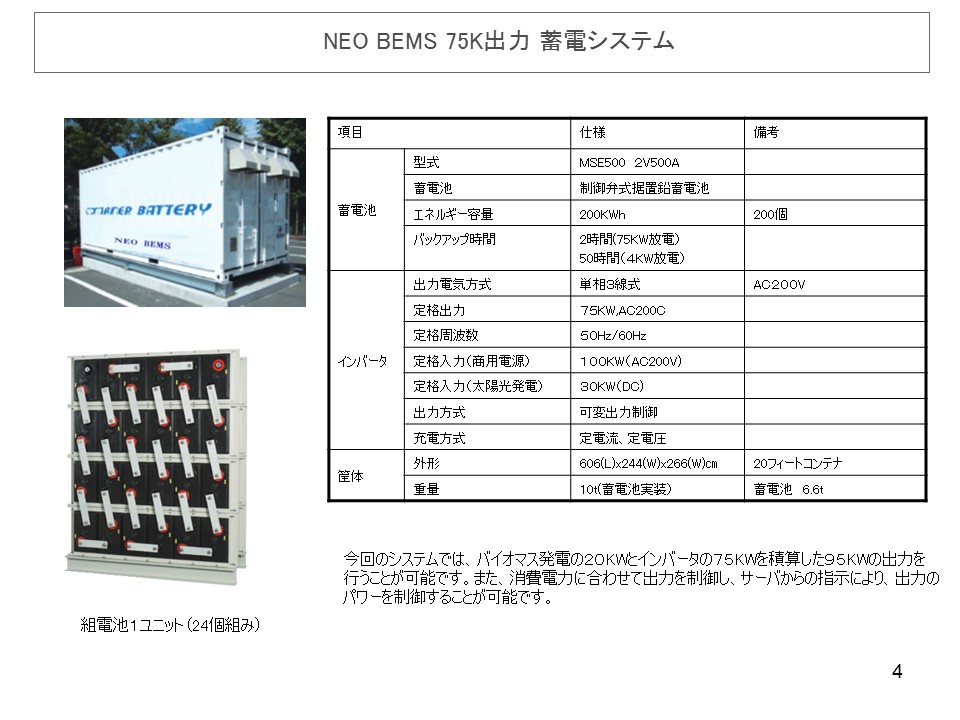 NEO BEMS 75K出力 蓄電システム
CONTAINER BATTERY
NEO BEMS
項目 仕様 備考
蓄電池
型式 MSE500 2V500A
蓄電池 制御弁式据置鉛蓄電池
エネルギー容量 200KWh 200個
バックアップ時間 2時間(75KW放電)
50時間(4KW放電)
インバータ
出力電気方式 単相3線式 AC200V
定格出力 75KW,AC200C
定格周波数 50Hz/60Hz
定格入力(商用電源) 100KW(AC200V)
定格入力(太陽光発電) 30KW(DC)
出力方式 可変出力制御
充電方式 定電流、定電圧
筐体
外形 606(L)x244(W)x266(W)㎝ 20フィートコンテナ
重量 10t(蓄電池実装) 蓄電池 6.6t
今回のシステムでは、バイオマス発電の20KWとインバータの75KWを積算した95KWの出力を
行うことが可能です。また、消費電力に合わせて出力を制御し、サーバからの指示により、出力の
パワーを制御することが可能です。
組電池1ユニット(24個組み)
4